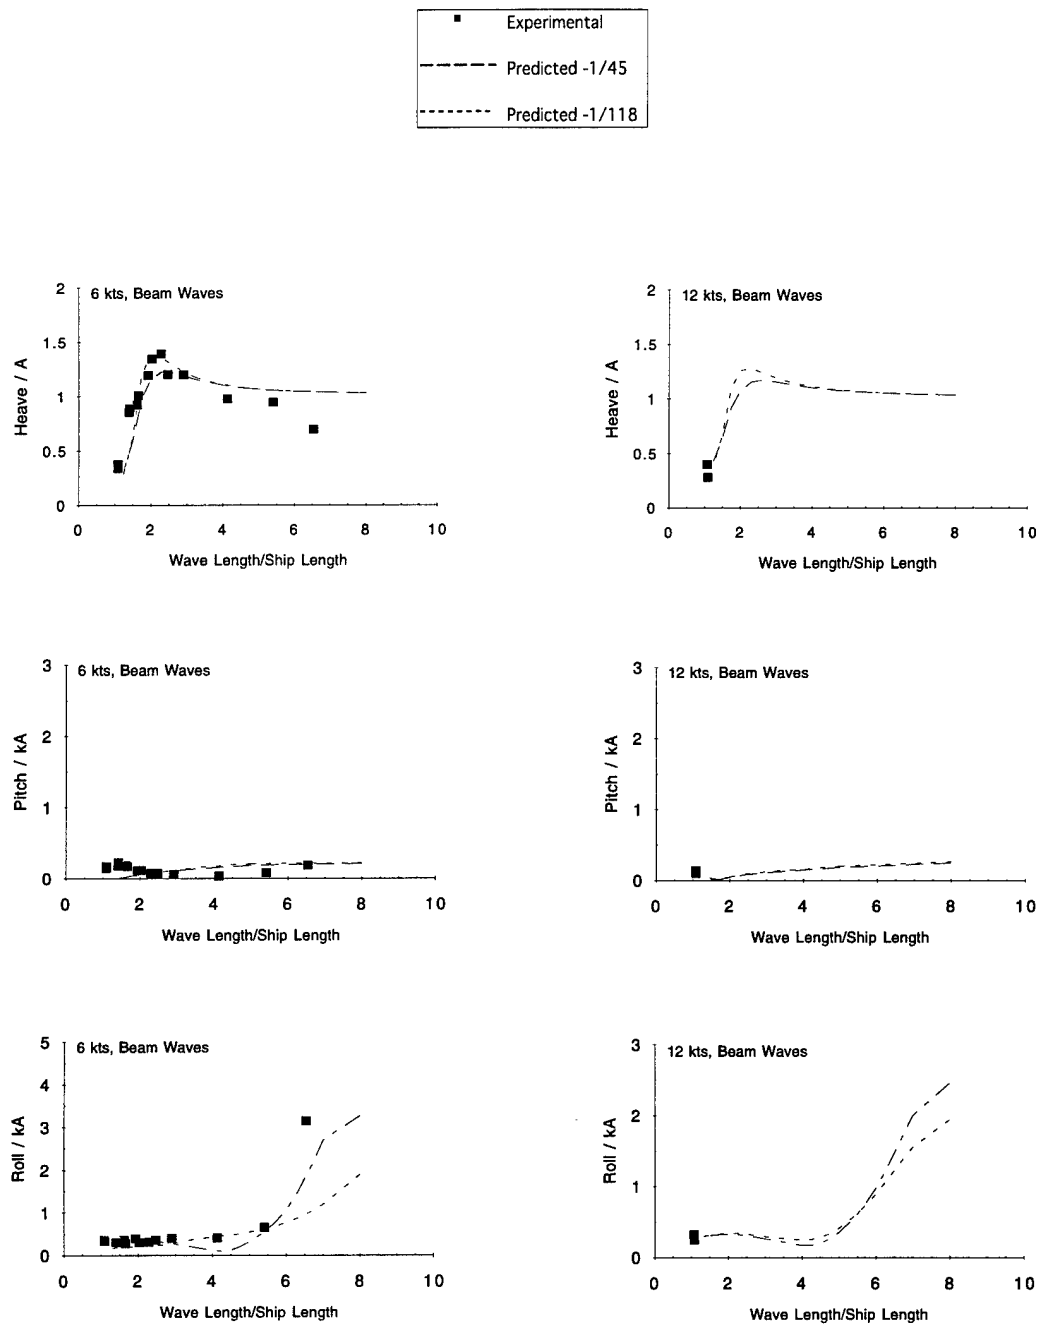 Experimental
Predicted -1/45
Predicted -1/118
6 kts, Beam Waves
Heave / A
2
1.5
1
0.5
0
0 2 4 6 8 10
Wave Length/Ship Length
12 kts, Beam Waves
Heave / A
2
1.5
1
0.5
0
0 2 4 6 8 10
Wave Length/Ship Length
6 kts, Beam Waves
Pitch / kA
3
2
1
0
0 2 4 6 8 10
Wave Length/Ship Length
12 kts, Beam Waves
Pitch / kA
3
2
1
0
0 2 4 6 8 10
Wave Length/Ship Length
6 kts, Beam Waves
Roll / kA
5
4
3
2
1
0
0 2 4 6 8 10
Wave Length/Ship Length
12 kts, Beam Waves
Roll / kA
3
2
1
0
0 2 4 6 8 10
Wave Length/Ship Length